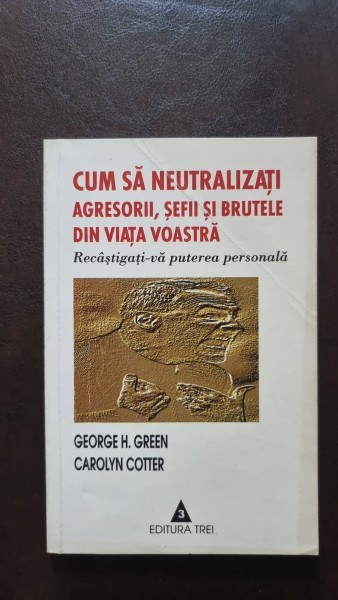 CUM SĂ NEUTRALIZAȚI
AGRESORII, ȘEFII ȘI BRUTELE
DIN VIAȚA VOASTRĂ
Recâștigați-vă puterea personală
GEORGE H. GREEN
CAROLYN COTTER
3
EDITURA TREI